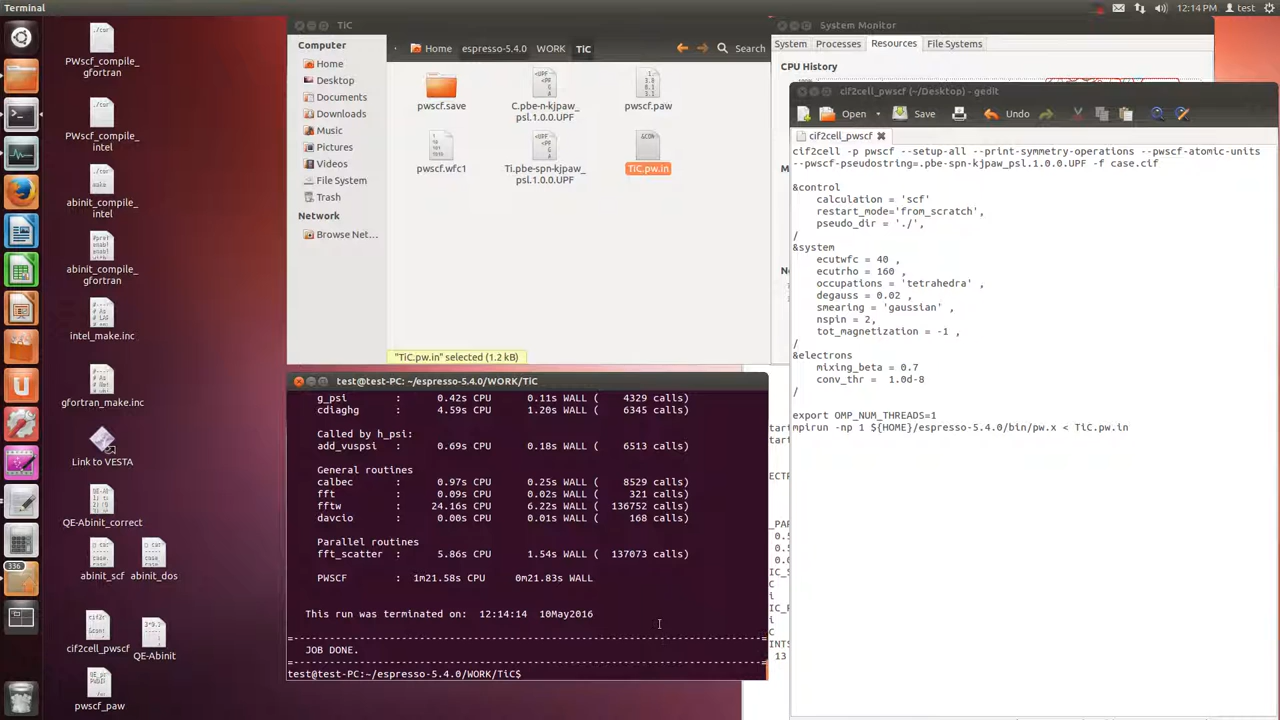 Terminal
12:14 PM
test
PWscf_compile_
gfortran
PWscf_compile_
intel
abinit_compile_
intel
abinit_compile_
gfortran
intel_make.inc
gfortran_make.inc
Link to VESTA
QE-Abinit_correct
abinit_scf
abinit_dos
cif2cell_pwscf
QE-Abinit
pwscf_paw
336
TiC
Computer
Home
Desktop
Documents
Downloads
Music
Pictures
Videos
File System
Trash
Network
Browse Net...
Home
espresso-5.4.0
WORK
TiC
Search
pwscf.save
C.pbe-n-kjpaw_
psl.1.0.0.UPF
pwscf.paw
pwscf.wfc1
Ti.pbe-spn-kjpaw_
psl.1.0.0.UPF
TiC.pw.in
"TiC.pw.in" selected (1.2 kB)
System Monitor
System
Processes
Resources
File Systems
CPU History
cif2cell_pwscf (~/Desktop) - gedit
Open
Save
Undo
cif2cell_pwscf
cif2cell -p pwscf --setup-all --print-symmetry-operations --pwscf-atomic-units
--pwscf-pseudostring=.pbe-spn-kjpaw_psl.1.0.0.UPF -f case.cif
&control
calculation = 'scf'
restart_mode='from_scratch',
pseudo_dir = './',
/
&system
ecutwfc = 40 ,
ecutrho = 160 ,
occupations = 'tetrahedra' ,
degauss = 0.02 ,
smearing = 'gaussian' ,
nspin = 2,
tot_magnetization = -1 ,
/
&electrons
mixing_beta = 0.7
conv_thr = 1.0d-8
/
export OMP_NUM_THREADS=1
mpirun -np 1 ${HOME}/espresso-5.4.0/bin/pw.x < TiC.pw.in
test@test-PC: ~/espresso-5.4.0/WORK/TiC
g_psi : 0.42s CPU 0.11s WALL ( 4329 calls)
cdiaghg : 4.59s CPU 1.20s WALL ( 6345 calls)
Called by h_psi:
add_vuspsi : 0.69s CPU 0.18s WALL ( 6513 calls)
General routines
calbec : 0.97s CPU 0.25s WALL ( 8529 calls)
fft : 0.09s CPU 0.02s WALL ( 321 calls)
fftw : 24.16s CPU 6.22s WALL ( 136752 calls)
davcio : 0.00s CPU 0.01s WALL ( 168 calls)
Parallel routines
fft_scatter : 5.86s CPU 1.54s WALL ( 137073 calls)
PWSCF : 1m21.58s CPU 0m21.83s WALL
This run was terminated on: 12:14:14 10May2016
=------------------------------------------------------------------------------=
JOB DONE.
=------------------------------------------------------------------------------=
test@test-PC:~/espresso-5.4.0/WORK/TiC$